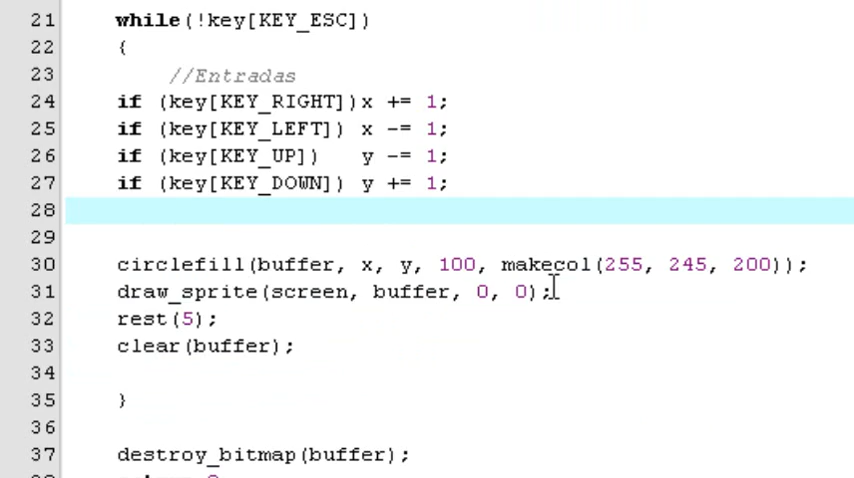 21 while(!key[KEY_ESC])
22 {
23 //Entradas
24 if (key[KEY_RIGHT])x += 1;
25 if (key[KEY_LEFT]) x -= 1;
26 if (key[KEY_UP]) y -= 1;
27 if (key[KEY_DOWN]) y += 1;
28
29
30 circlefill(buffer, x, y, 100, makecol(255, 245, 200));
31 draw_sprite(screen, buffer, 0, 0);
32 rest(5);
33 clear(buffer);
34
35 }
36
37 destroy_bitmap(buffer);